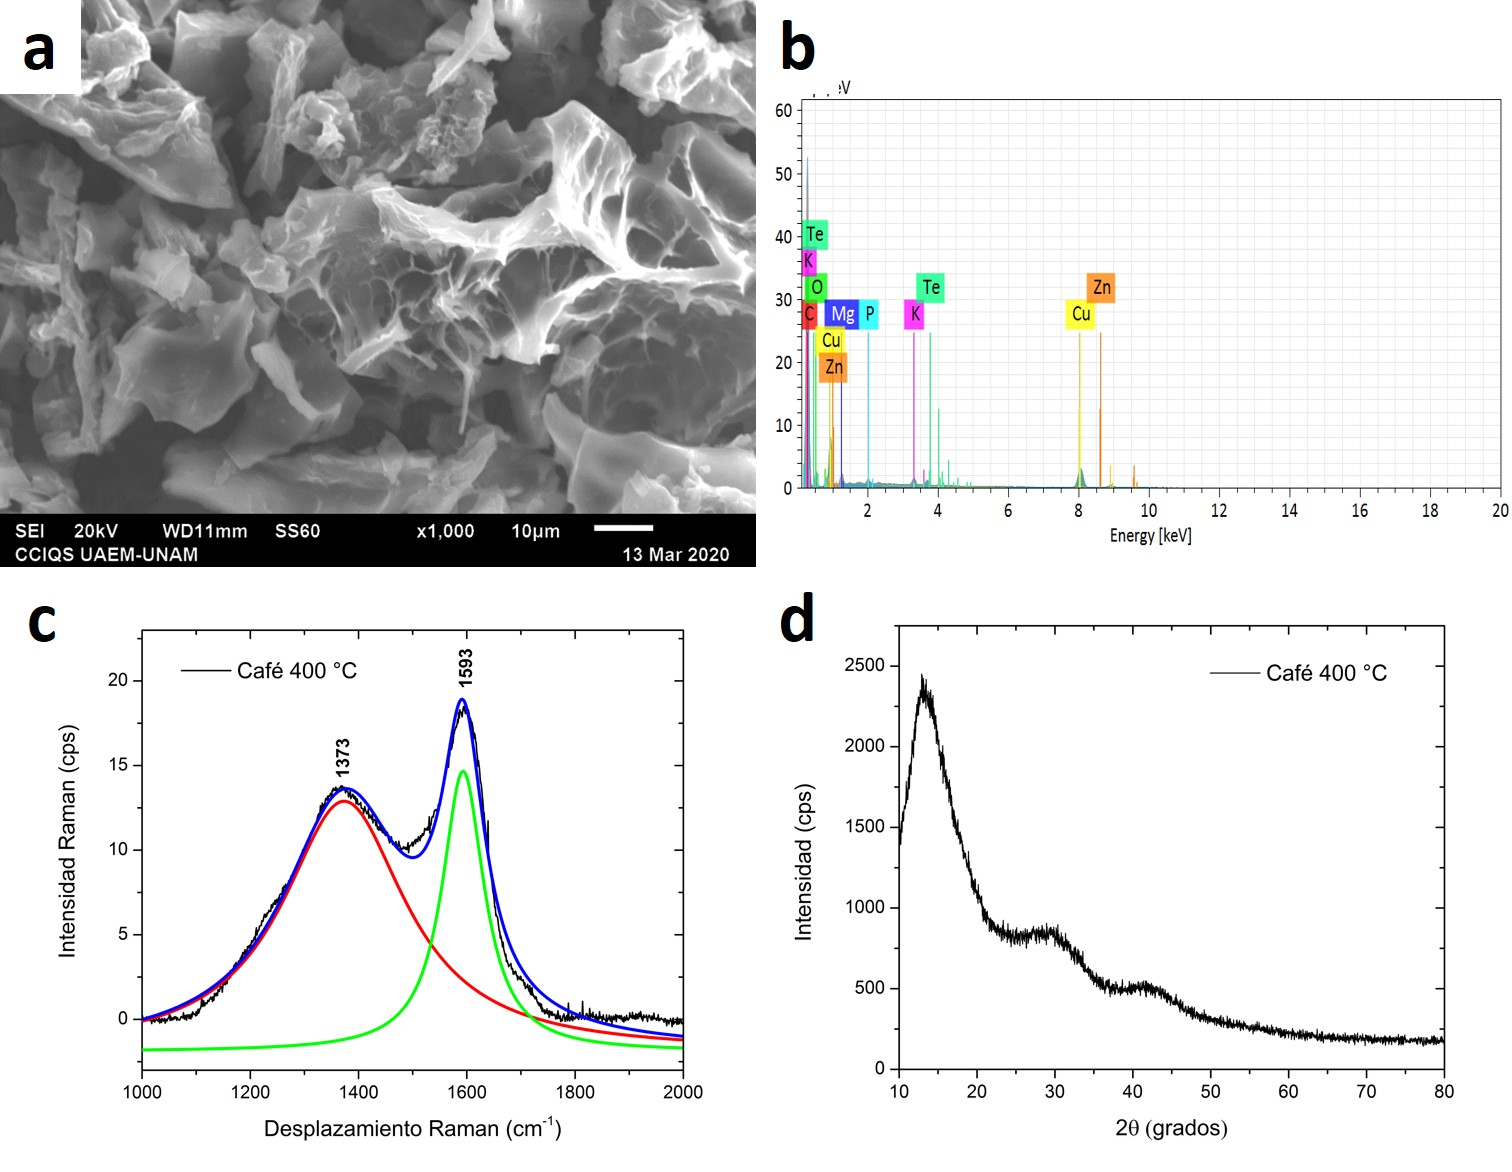 a
SEI 20kV WD11mm SS60 x1,000 10µm
CCIQS UAEM-UNAM 13 Mar 2020
b
eV
60
50
40
30
20
10
0
Te
K
O
C
Mg
P
Cu
Zn
K
Te
Cu
Zn
2 4 6 8 10 12 14 16 18 20
Energy [keV]
c
Café 400 °C
1373
1593
20
15
10
5
0
1000 1200 1400 1600 1800 2000
Intensidad Raman (cps)
Desplazamiento Raman (cm⁻¹)
d
Café 400 °C
2500
2000
1500
1000
500
0
10 20 30 40 50 60 70 80
Intensidad (cps)
2θ (grados)